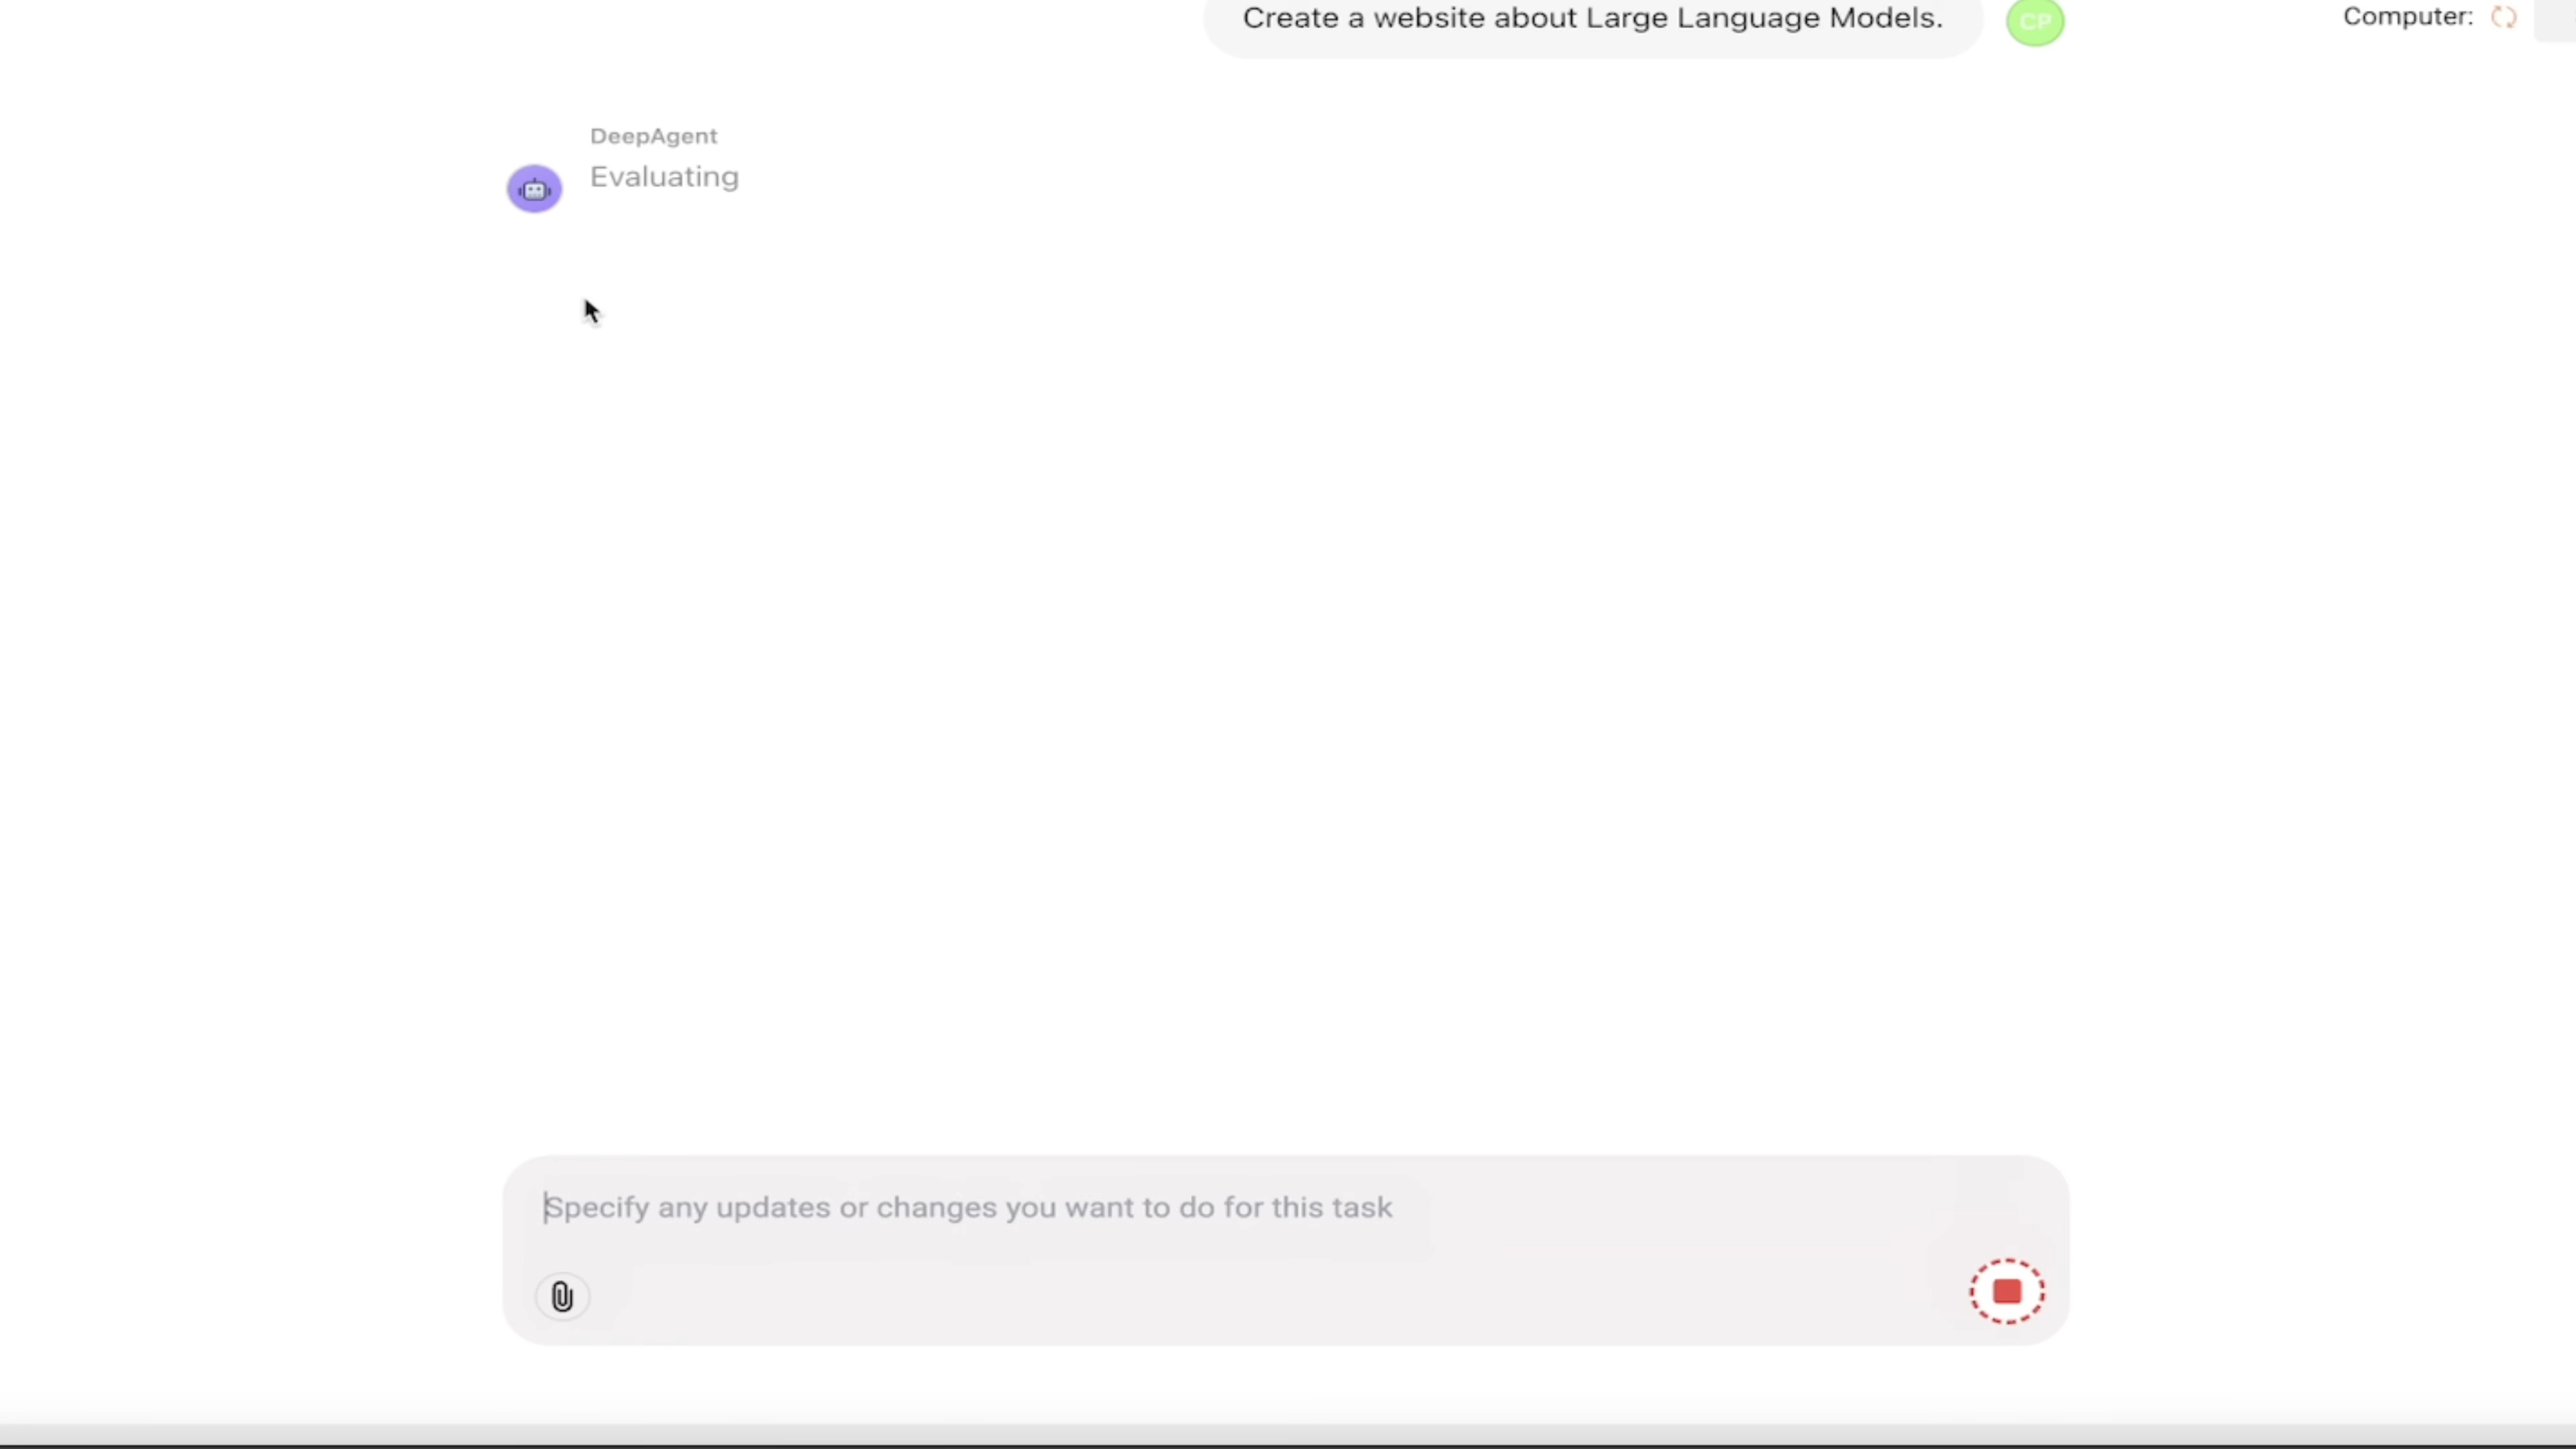 Create a website about Large Language Models.
CP
Computer:
DeepAgent
Evaluating
Specify any updates or changes you want to do for this task